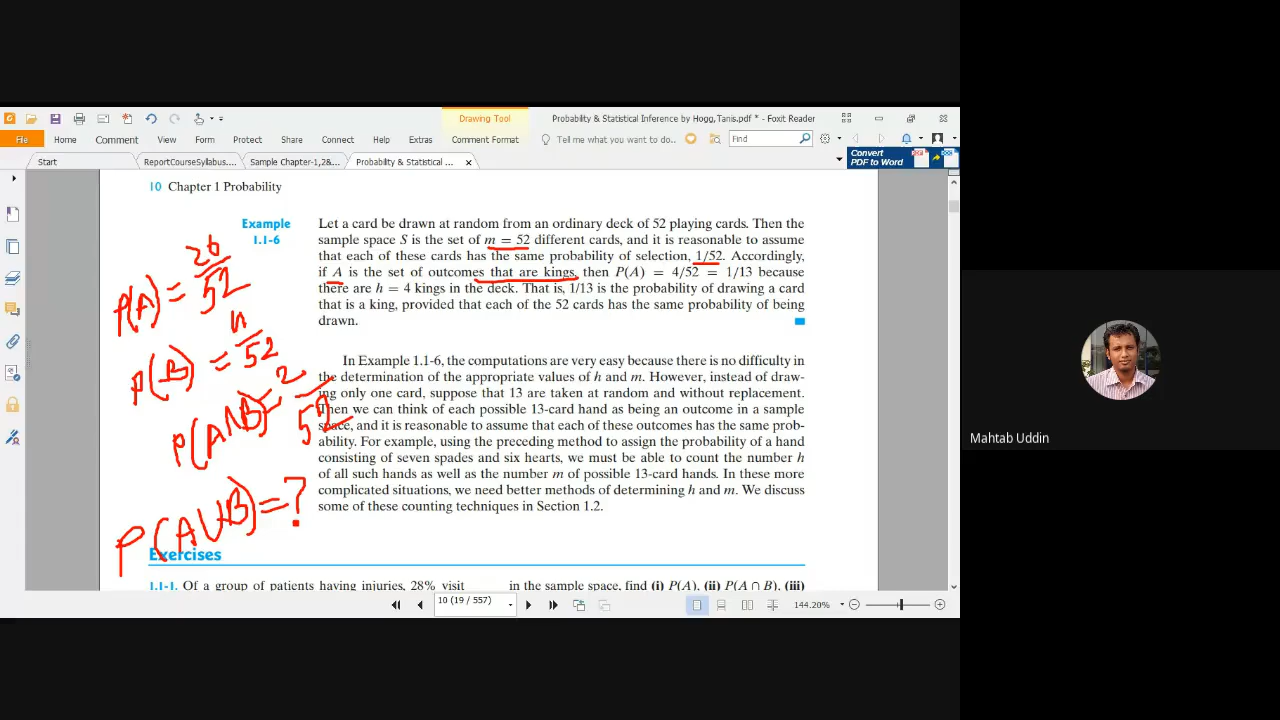 Drawing Tool
Probability & Statistical Inference by Hogg,Tanis.pdf * - Foxit Reader
File Home Comment View Form Protect Share Connect Help Extras Comment Format Tell me what you want to do... Find
Convert
PDF to Word
Start ReportCourseSyllabus.... Sample Chapter-1,2&... Probability & Statistical ... ×
10 Chapter 1 Probability
Example
1.1-6
Let a card be drawn at random from an ordinary deck of 52 playing cards. Then the
sample space S is the set of m = 52 different cards, and it is reasonable to assume
that each of these cards has the same probability of selection, 1/52. Accordingly,
if A is the set of outcomes that are kings, then P(A) = 4/52 = 1/13 because
there are h = 4 kings in the deck. That is, 1/13 is the probability of drawing a card
that is a king, provided that each of the 52 cards has the same probability of being
drawn.
In Example 1.1-6, the computations are very easy because there is no difficulty in
the determination of the appropriate values of h and m. However, instead of draw-
ing only one card, suppose that 13 are taken at random and without replacement.
Then we can think of each possible 13-card hand as being an outcome in a sample
space, and it is reasonable to assume that each of these outcomes has the same prob-
ability. For example, using the preceding method to assign the probability of a hand
consisting of seven spades and six hearts, we must be able to count the number h
of all such hands as well as the number m of possible 13-card hands. In these more
complicated situations, we need better methods of determining h and m. We discuss
some of these counting techniques in Section 1.2.
P(A) = 26/52
P(B) = 4/52
P(A∩B) = 2/52
P(A∪B) = ?
Exercises
1.1-1. Of a group of patients having injuries, 28% visit
in the sample space, find (i) P(A), (ii) P(A ∩ B), (iii)
10 (19 / 557)
144.20%
Mahtab Uddin